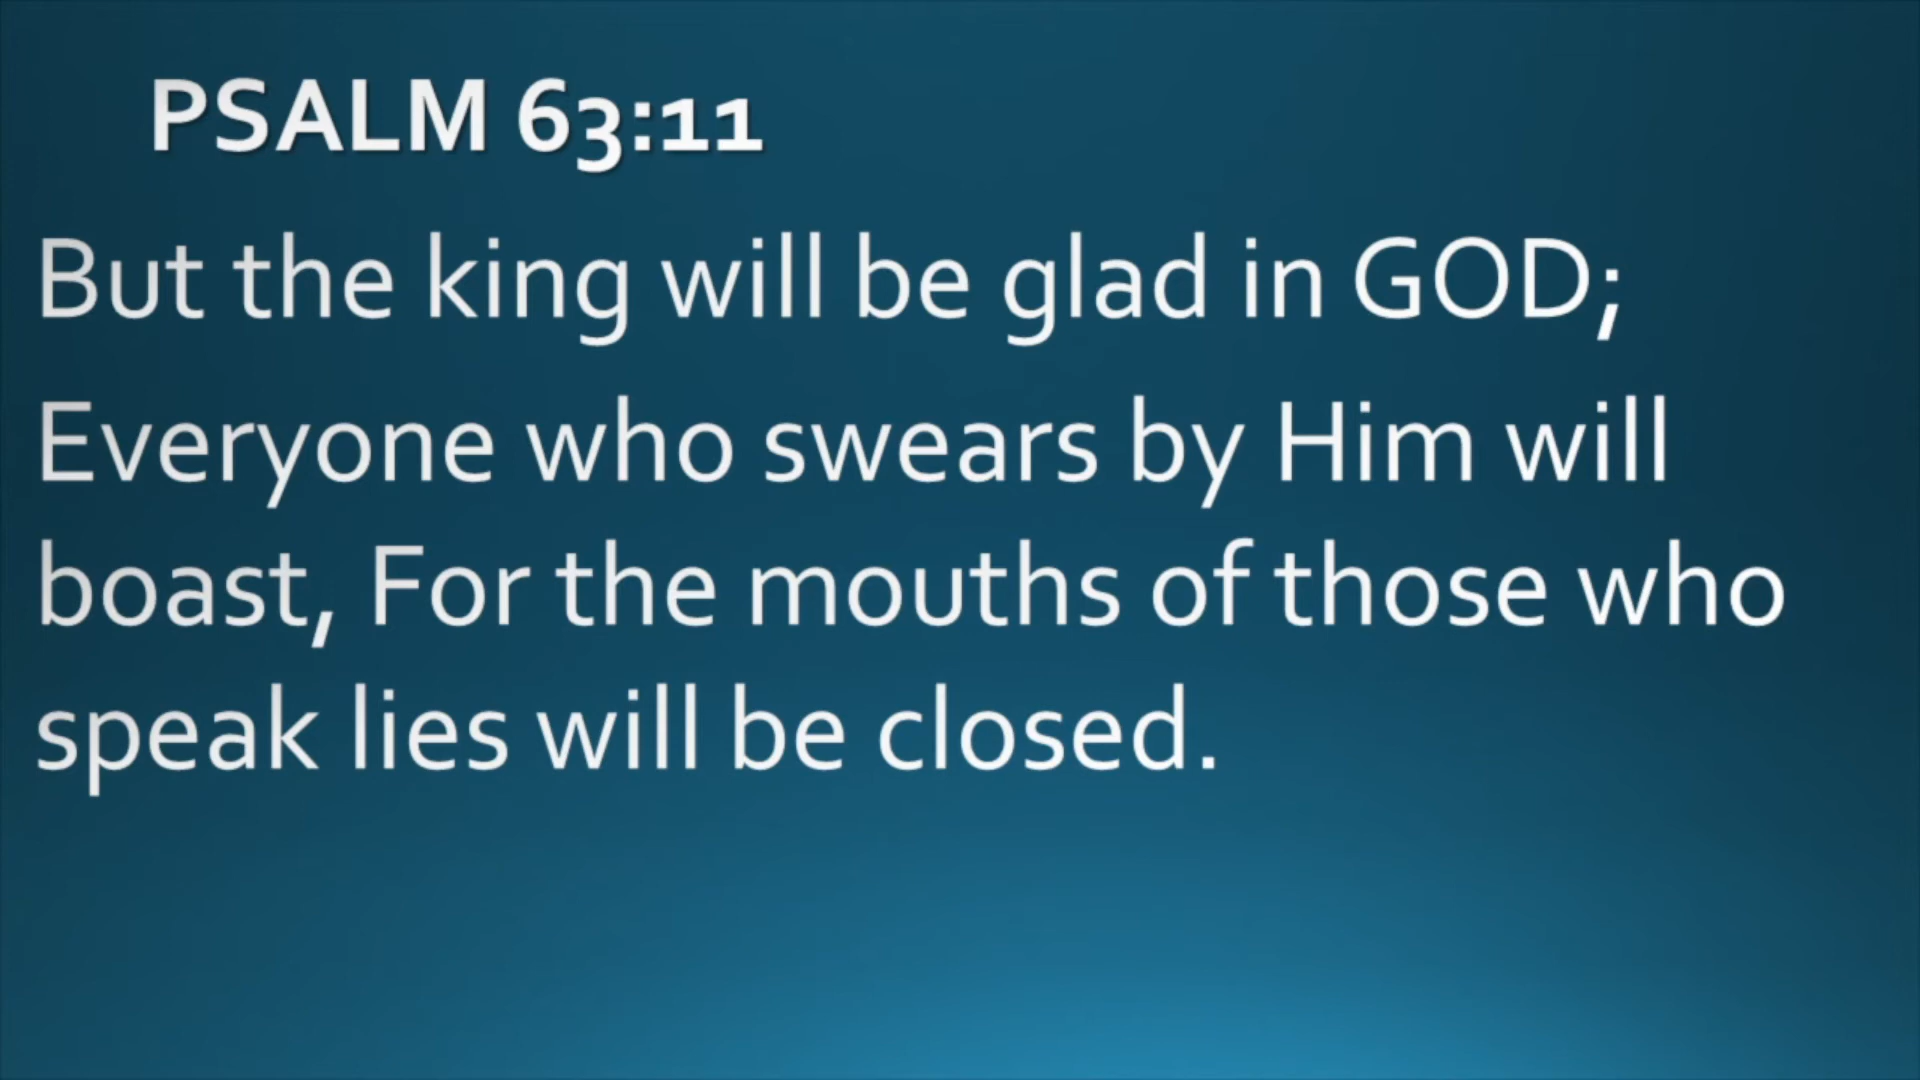 PSALM 63:11
But the king will be glad in GOD;
Everyone who swears by Him will
boast, For the mouths of those who
speak lies will be closed.